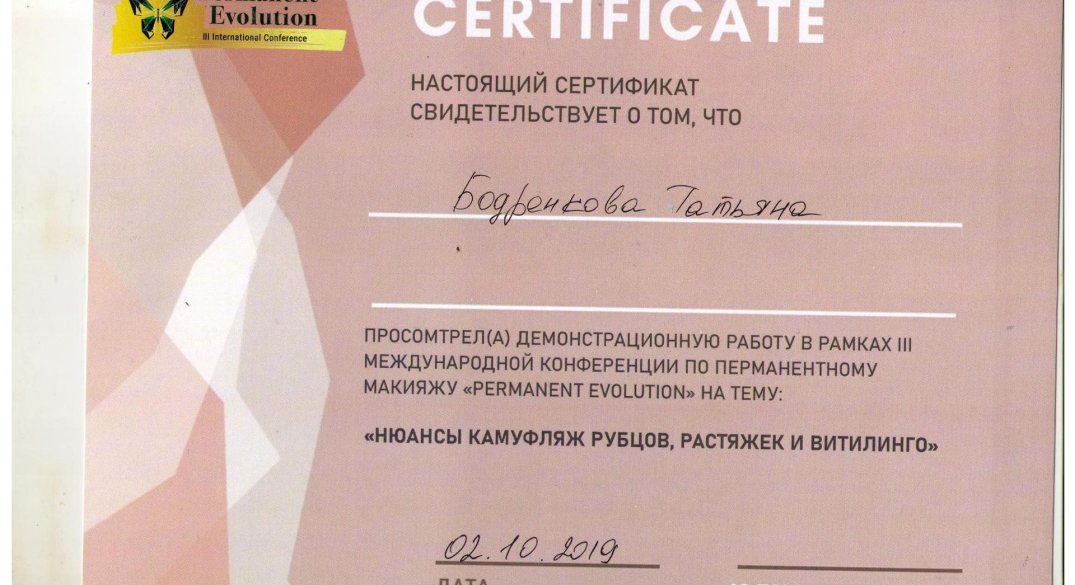 Permanent
Evolution
III International Conference
CERTIFICATE
НАСТОЯЩИЙ СЕРТИФИКАТ
СВИДЕТЕЛЬСТВУЕТ О ТОМ, ЧТО
Бодренкова Татьяна
ПРОСОМТРЕЛ(А) ДЕМОНСТРАЦИОННУЮ РАБОТУ В РАМКАХ III
МЕЖДУНАРОДНОЙ КОНФЕРЕНЦИИ ПО ПЕРМАНЕНТНОМУ
МАКИЯЖУ «PERMANENT EVOLUTION» НА ТЕМУ:
«НЮАНСЫ КАМУФЛЯЖ РУБЦОВ, РАСТЯЖЕК И ВИТИЛИНГО»
02.10.2019
ДАТА